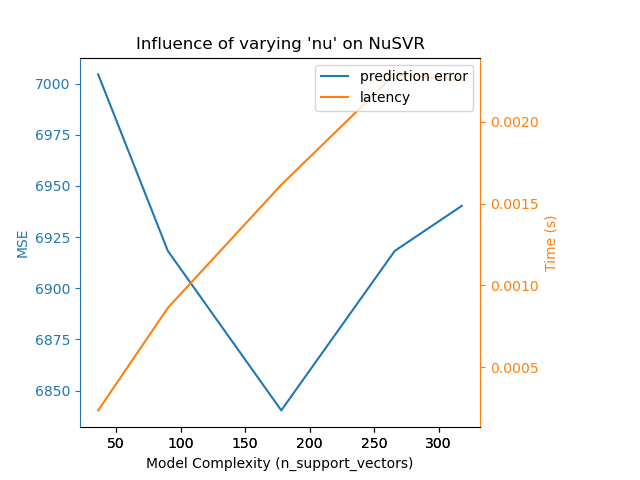 Influence of varying 'nu' on NuSVR
prediction error
latency
7000
6975
6950
6925
6900
6875
6850
MSE
0.0020
0.0015
0.0010
0.0005
Time (s)
50 100 150 200 250 300
Model Complexity (n_support_vectors)